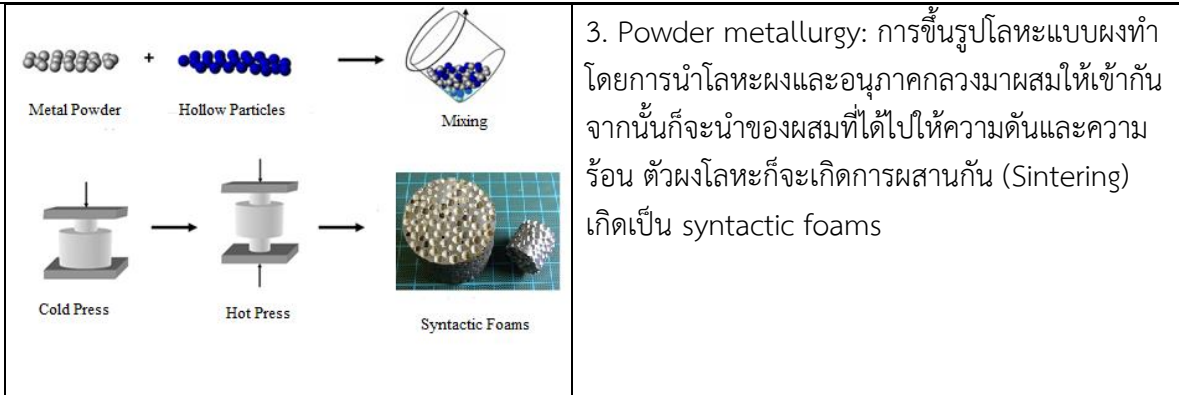 +
Metal Powder
Hollow Particles
Mixing
Cold Press
Hot Press
Syntactic Foams
3. Powder metallurgy: การขึ้นรูปโลหะแบบผงทำ
โดยการนำโลหะผงและอนุภาคกลวงมาผสมให้เข้ากัน
จากนั้นก็จะนำของผสมที่ได้ไปให้ความดันและความ
ร้อน ตัวผงโลหะก็จะเกิดการผสานกัน (Sintering)
เกิดเป็น syntactic foams